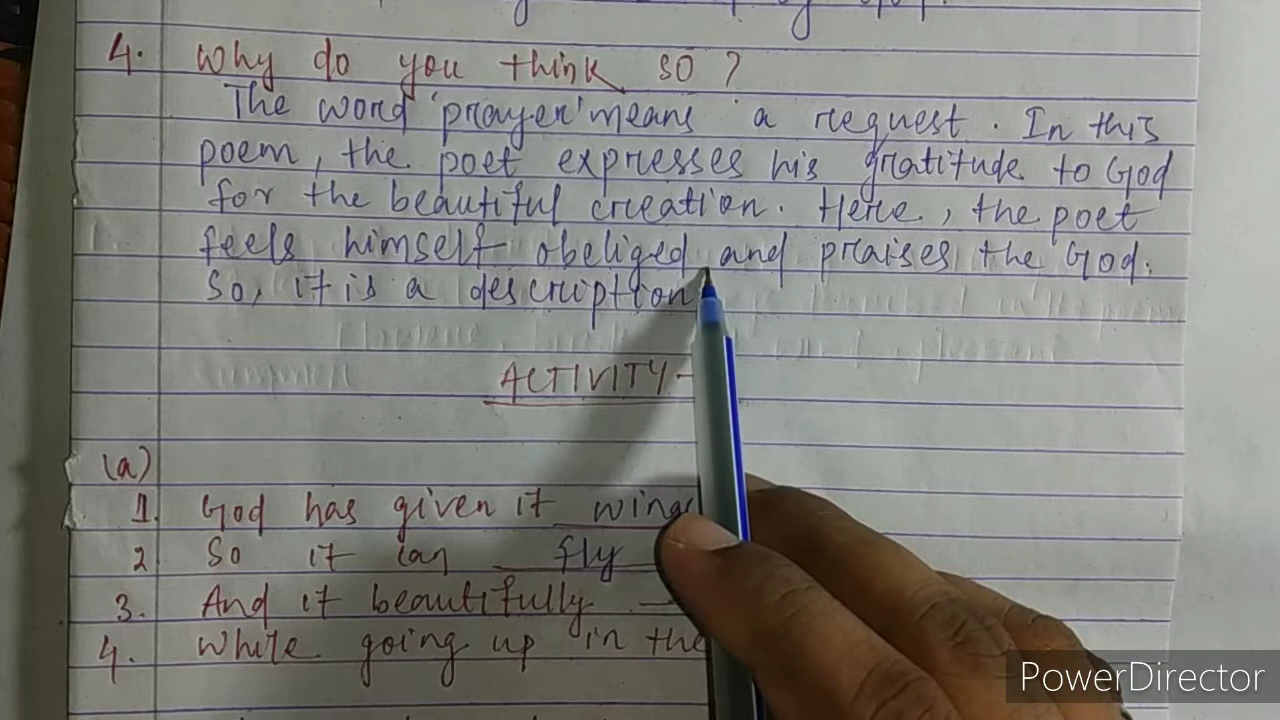 4. Why do you think so ?
The word 'prayer' means a request. In this
poem, the poet expresses his gratitude to God
for the beautiful creation. Here, the poet
feels himself obeliged and praises the God.
So, it is a description
ACTIVITY-
(a)
1. God has given it wings
2 So it can fly
3. And it beautifully
4. While going up in the
PowerDirector